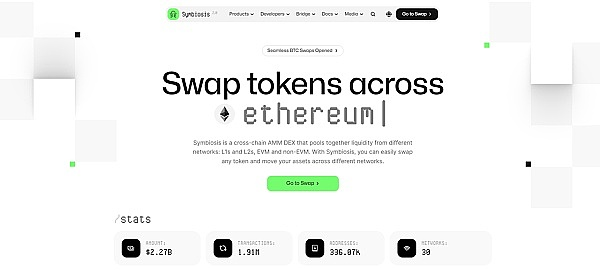 Symbiosis
Products Developers Bridge Docs Media Go to Swap
Seamless BTC Swaps Opened
Swap tokens across
ethereum
Symbiosis is a cross-chain AMM DEX that pools together liquidity from different
networks: L1s and L2s, EVM and non-EVM. With Symbiosis, you can easily swap
any token and move your assets across different networks.
Go to Swap
/stats
AMOUNT:
$2.27B
TRANSACTIONS:
1.91M
ADDRESSES:
336.07k
NETWORKS:
30